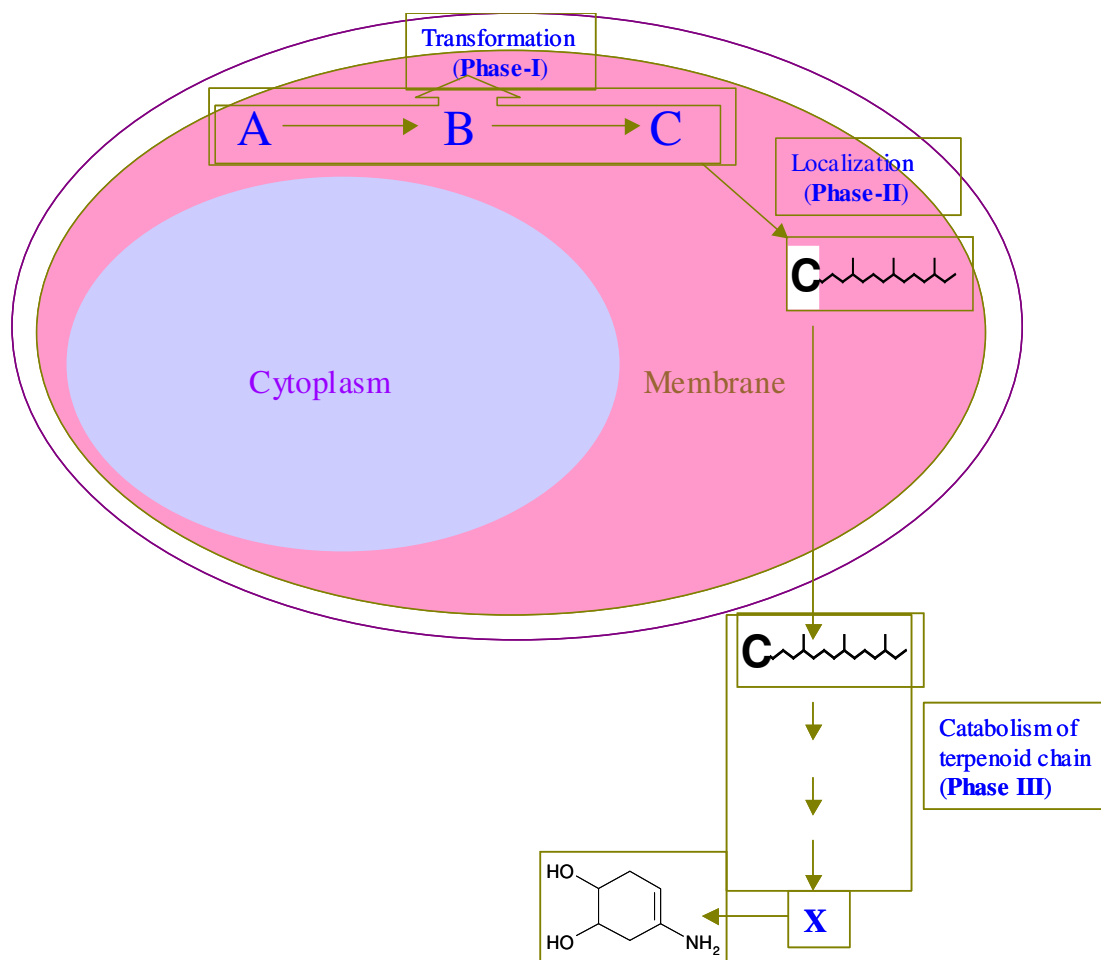 Transformation
(Phase-I)
A B C
Localization
(Phase-II)
C
Cytoplasm
Membrane
C
Catabolism of
terpenoid chain
(Phase III)
HO
HO
NH2
X